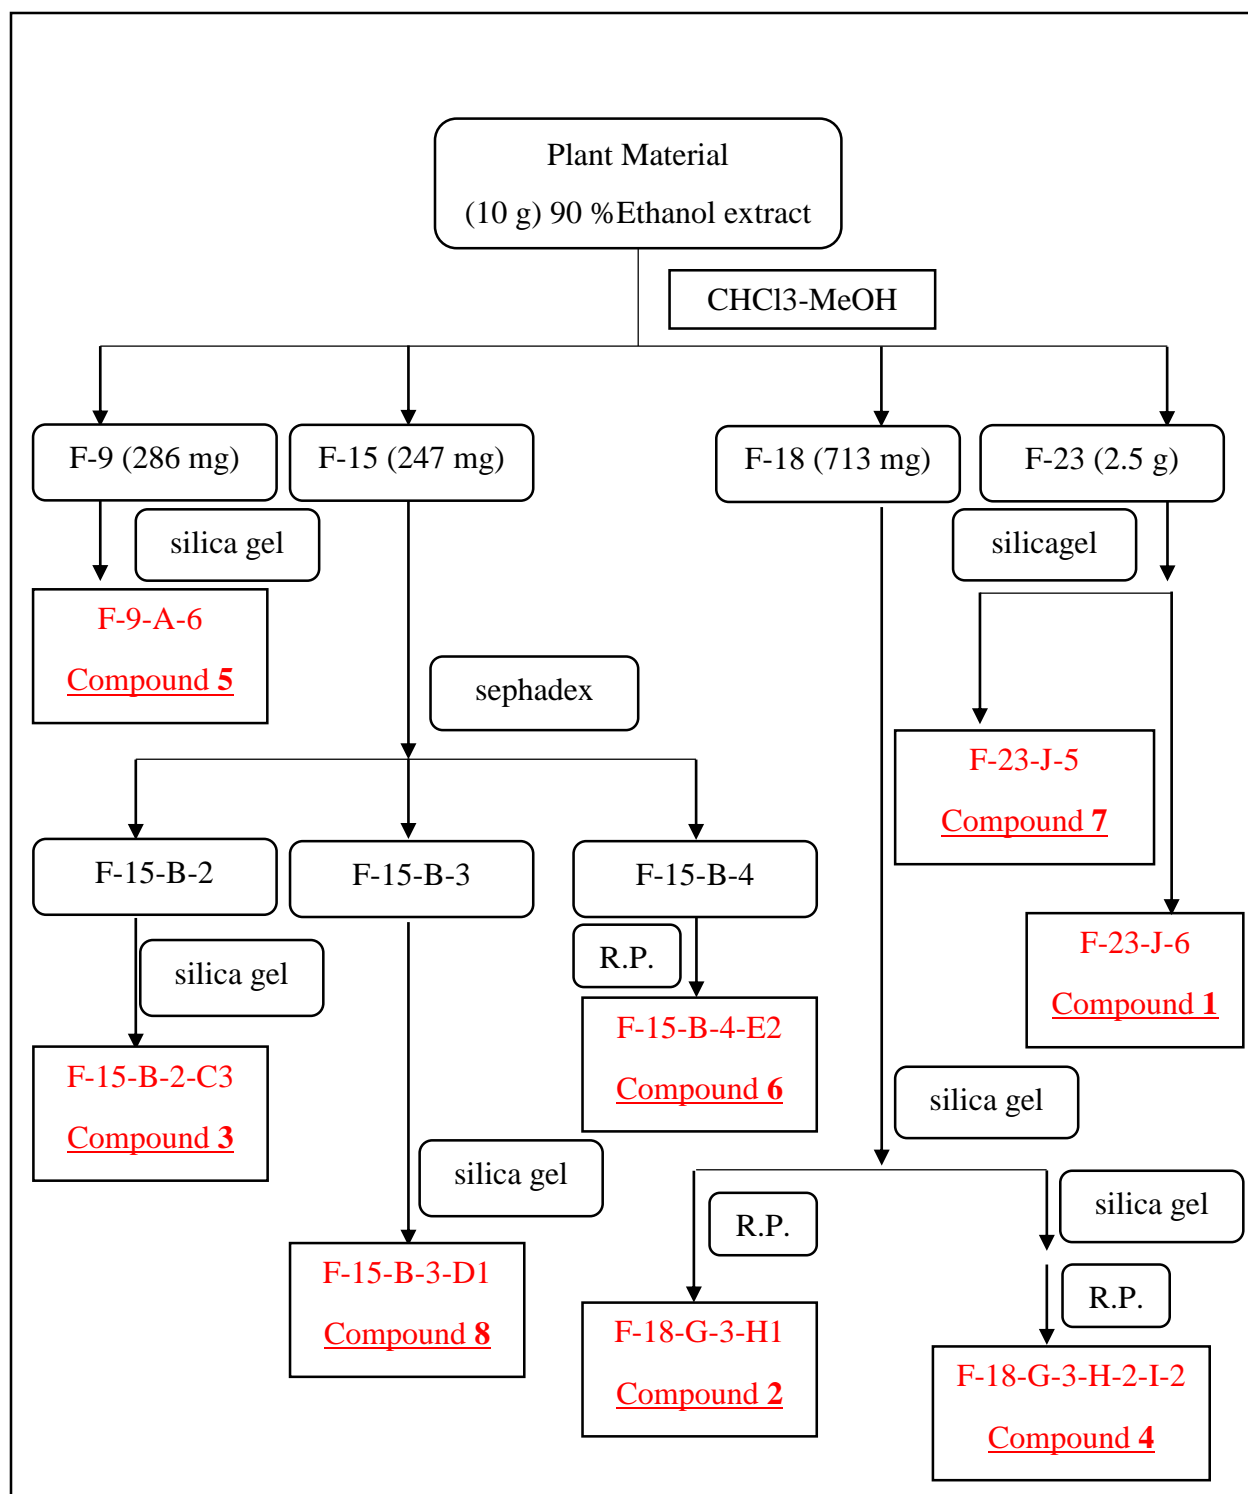 Plant Material
(10 g) 90 %Ethanol extract
CHCl3-MeOH
F-9 (286 mg)
F-15 (247 mg)
F-18 (713 mg)
F-23 (2.5 g)
silica gel
silicagel
F-9-A-6
Compound 5
sephadex
F-23-J-5
Compound 7
F-15-B-2
F-15-B-3
F-15-B-4
silica gel
R.P.
F-23-J-6
Compound 1
F-15-B-2-C3
Compound 3
F-15-B-4-E2
Compound 6
silica gel
silica gel
R.P.
silica gel
F-15-B-3-D1
Compound 8
R.P.
F-18-G-3-H1
Compound 2
F-18-G-3-H-2-I-2
Compound 4